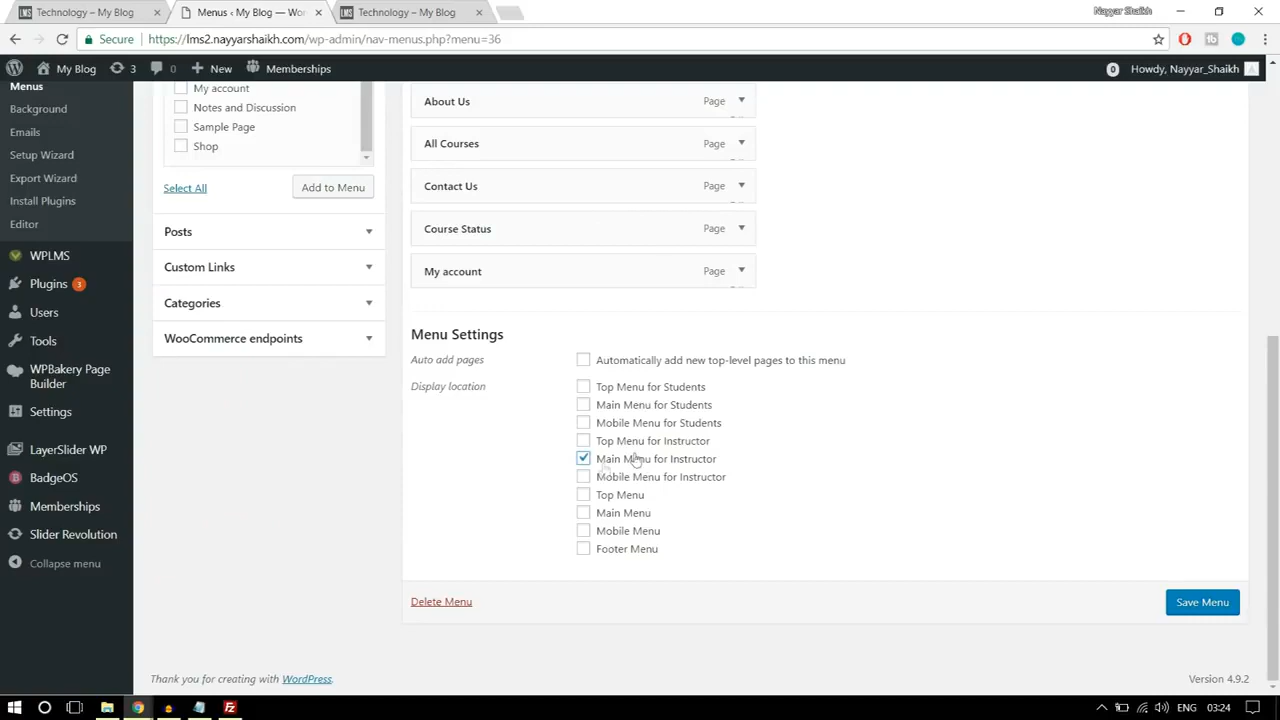 Technology – My Blog
Menus ‹ My Blog — Wor
Technology – My Blog
Nayyar Shaikh
Secure
https://lms2.nayyarshaikh.com/wp-admin/nav-menus.php?menu=36
My Blog
3
0
New
Memberships
0
Howdy, Nayyar_Shaikh
Menus
Background
Emails
Setup Wizard
Export Wizard
Install Plugins
Editor
WPLMS
Plugins 3
Users
Tools
WPBakery Page
Builder
Settings
LayerSlider WP
BadgeOS
Memberships
Slider Revolution
Collapse menu
My account
Notes and Discussion
Sample Page
Shop
Select All
Add to Menu
Posts
Custom Links
Categories
WooCommerce endpoints
About Us Page
All Courses Page
Contact Us Page
Course Status Page
My account Page
Menu Settings
Auto add pages
Automatically add new top-level pages to this menu
Display location
Top Menu for Students
Main Menu for Students
Mobile Menu for Students
Top Menu for Instructor
Main Menu for Instructor
Mobile Menu for Instructor
Top Menu
Main Menu
Mobile Menu
Footer Menu
Delete Menu
Save Menu
Thank you for creating with WordPress.
Version 4.9.2
ENG
03:24